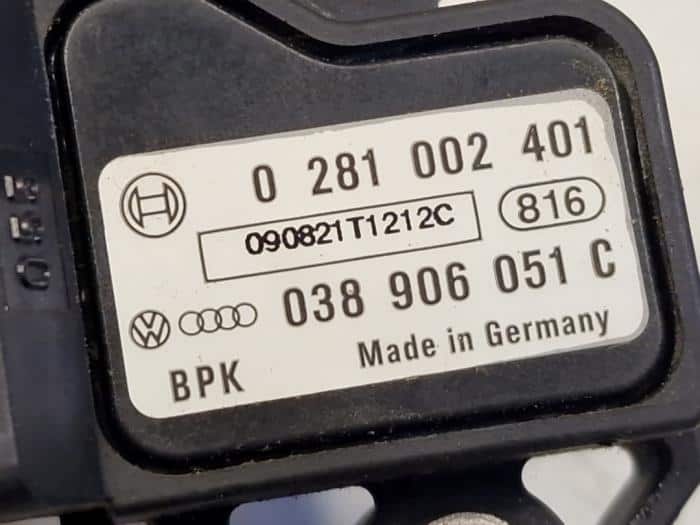 0 281 002 401
090821T1212C
816
038 906 051 C
BPK
Made in Germany